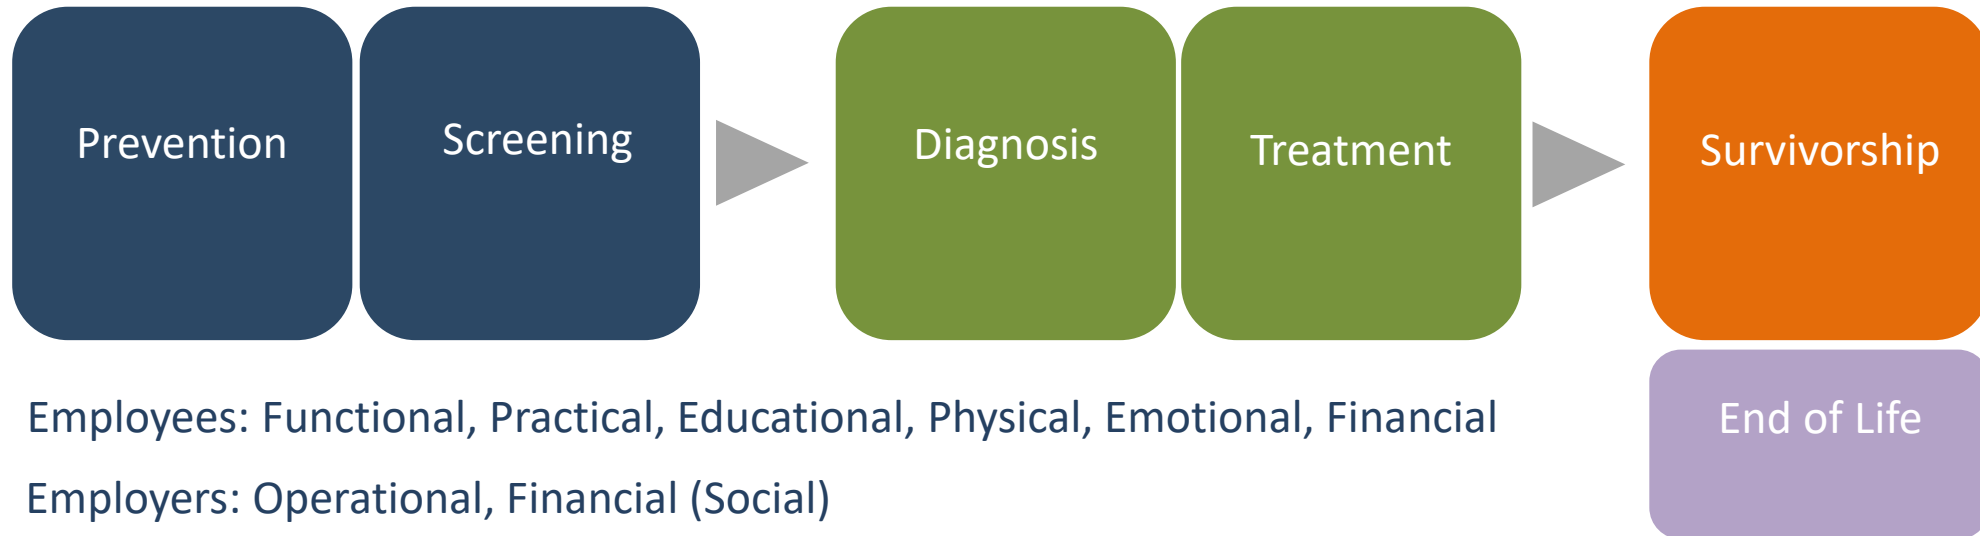 Prevention
Screening
Diagnosis
Treatment
Survivorship
Employees: Functional, Practical, Educational, Physical, Emotional, Financial
End of Life
Employers: Operational, Financial (Social)